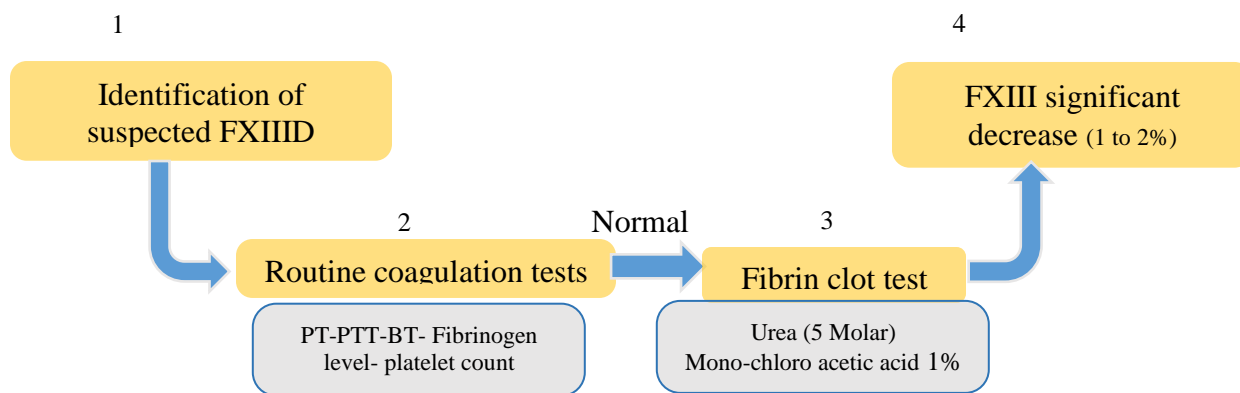 1
Identification of
suspected FXIIID
2
Routine coagulation tests
PT-PTT-BT- Fibrinogen
level- platelet count
Normal
3
Fibrin clot test
Urea (5 Molar)
Mono-chloro acetic acid 1%
4
FXIII significant
decrease (1 to 2%)